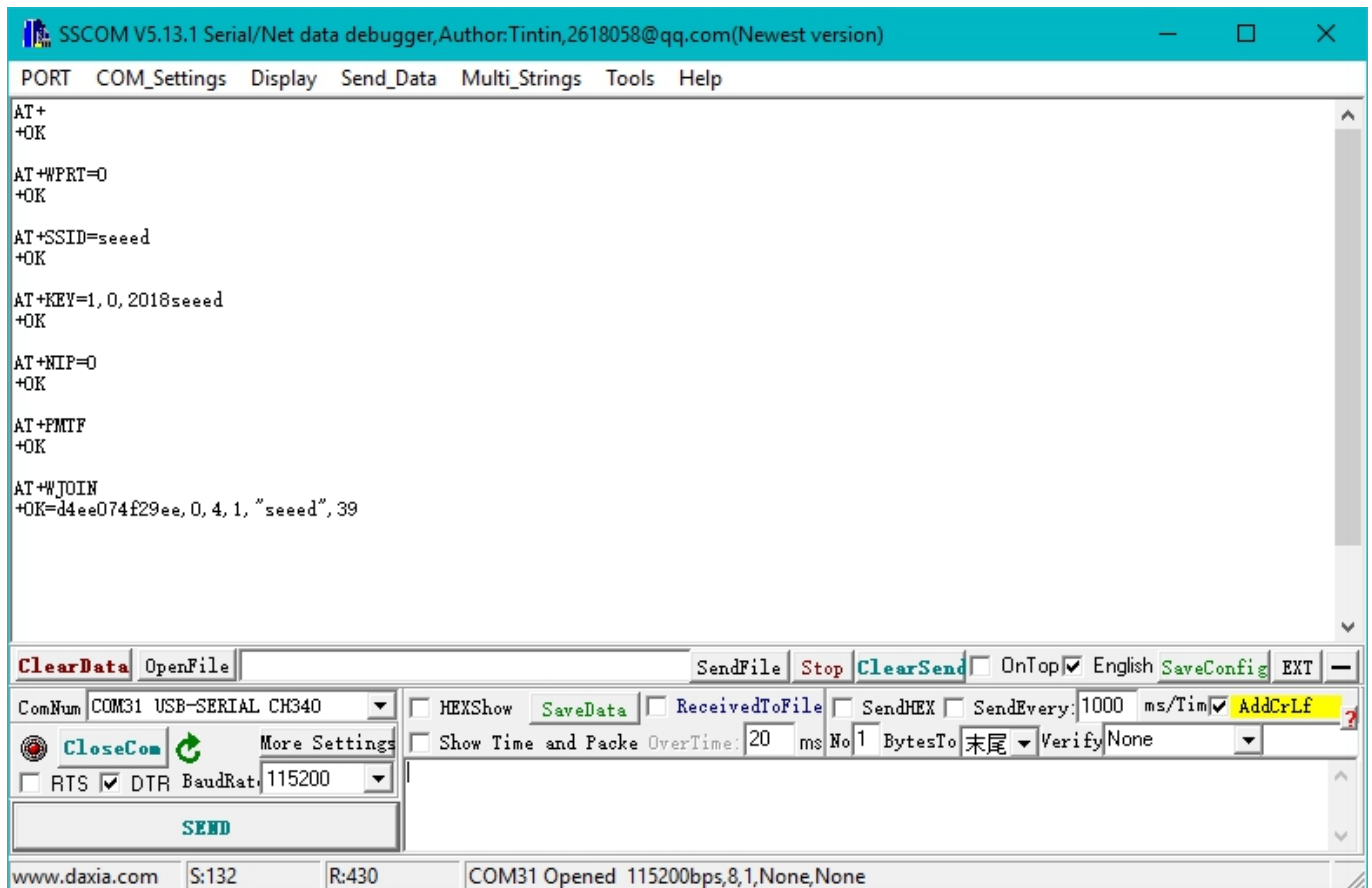 SSCOM V5.13.1 Serial/Net data debugger,Author:Tintin,2618058@qq.com(Newest version)
PORT COM_Settings Display Send_Data Multi_Strings Tools Help
AT+
+OK
AT+WPRT=0
+OK
AT+SSID=seeed
+OK
AT+KEY=1,0,2018seeed
+OK
AT+NIP=0
+OK
AT+PMTF
+OK
AT+WJOIN
+OK=d4ee074f29ee,0,4,1,"seeed",39
ClearData OpenFile SendFile Stop ClearSend OnTop English SaveConfig EXT —
ComNum COM31 USB-SERIAL CH340 HEXShow SaveData ReceivedToFile SendHEX SendEvery: 1000 ms/Tim AddCrLf ?
CloseCom More Settings Show Time and Packe OverTime: 20 ms No 1 BytesTo 末尾 Verify None
RTS DTR BaudRat 115200
SEND
www.daxia.com S:132 R:430 COM31 Opened 115200bps,8,1,None,None